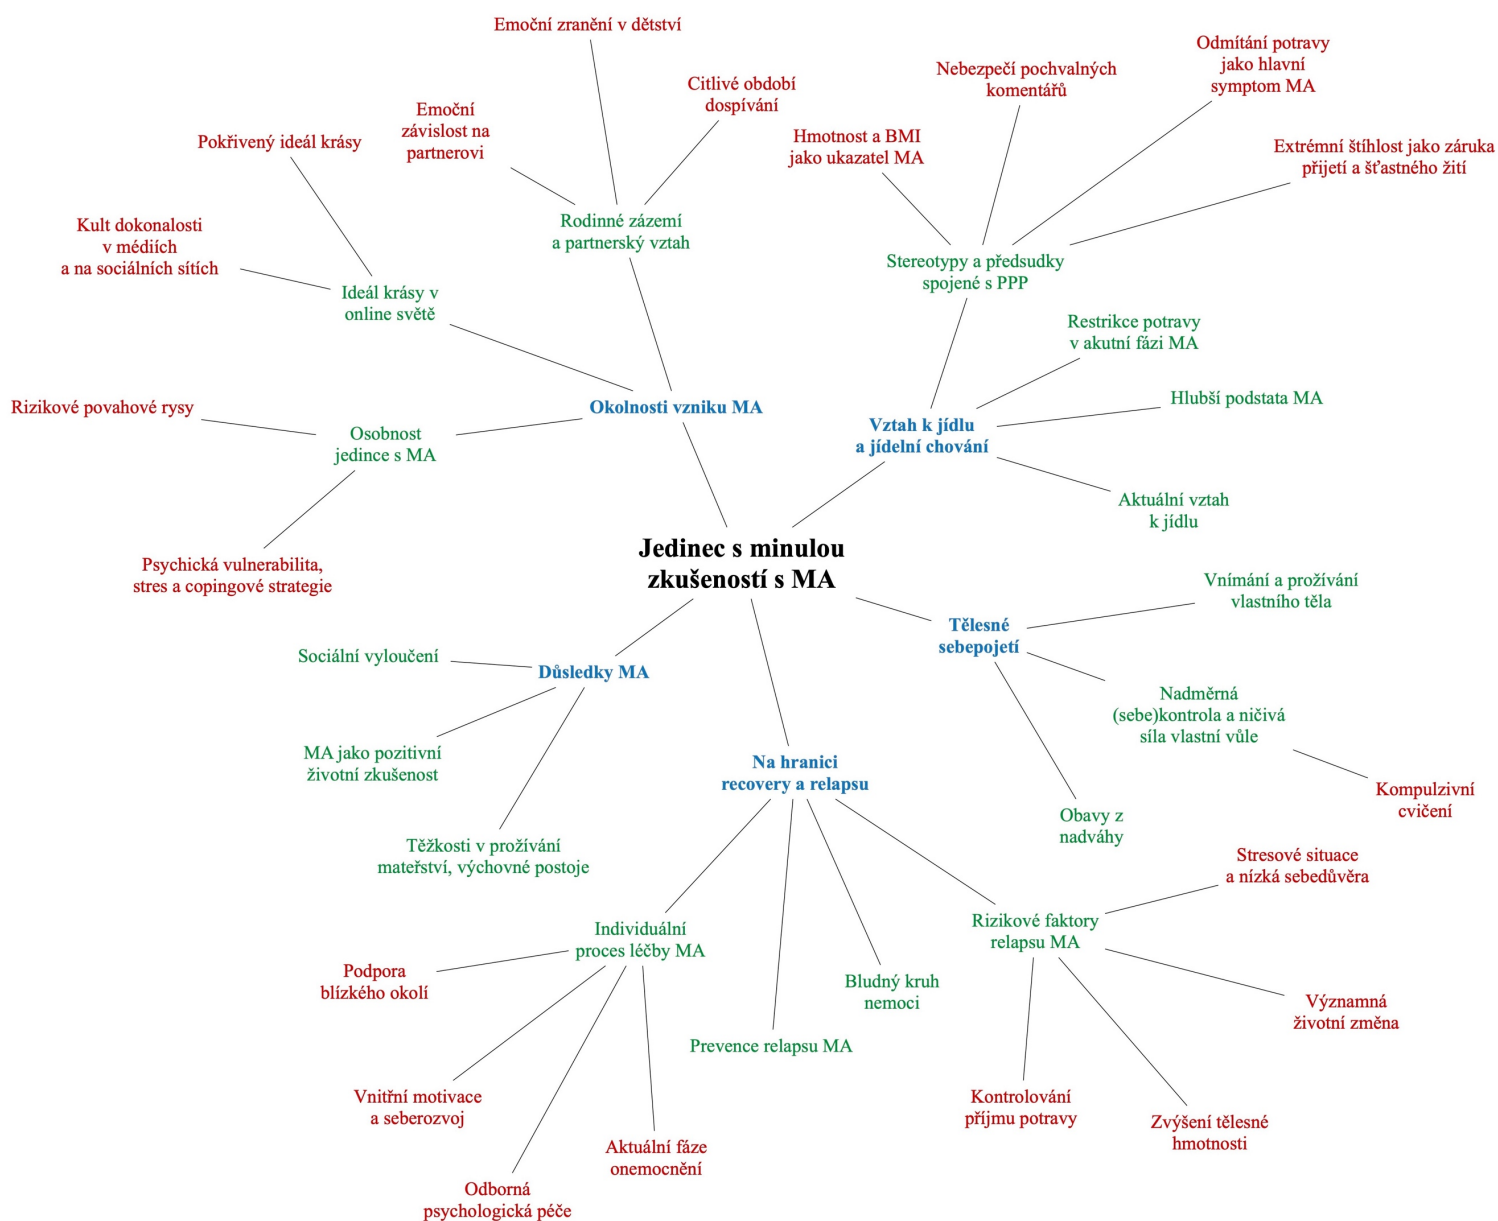 Emoční zranění v dětství
Odmítání potravy
jako hlavní
symptom MA
Nebezpečí pochvalných
komentářů
Citlivé období
dospívání
Emoční
závislost na
partnerovi
Hmotnost a BMI
jako ukazatel MA
Pokřivený ideál krásy
Extrémní štíhlost jako záruka
přijetí a šťastného žití
Kult dokonalosti
v médiích
a na sociálních sítích
Rodinné zázemí
a partnerský vztah
Stereotypy a předsudky
spojené s PPP
Ideál krásy v
online světě
Restrikce potravy
v akutní fázi MA
Hlubší podstata MA
Rizikové povahové rysy
Okolnosti vzniku MA
Vztah k jídlu
a jídelní chování
Osobnost
jedince s MA
Aktuální vztah
k jídlu
Jedinec s minulou
zkušeností s MA
Psychická vulnerabilita,
stres a copingové strategie
Vnímání a prožívání
vlastního těla
Tělesné
sebepojetí
Sociální vyloučení
Důsledky MA
Nadměrná
(sebe)kontrola a ničivá
síla vlastní vůle
MA jako pozitivní
životní zkušenost
Na hranici
recovery a relapsu
Kompulzivní
cvičení
Obavy z
nadváhy
Těžkosti v prožívání
mateřství, výchovné postoje
Stresové situace
a nízká sebedůvěra
Individuální
proces léčby MA
Rizikové faktory
relapsu MA
Podpora
blízkého okolí
Bludný kruh
nemoci
Významná
životní změna
Prevence relapsu MA
Vnitřní motivace
a seberozvoj
Kontrolování
příjmu potravy
Zvýšení tělesné
hmotnosti
Aktuální fáze
onemocnění
Odborná
psychologická péče